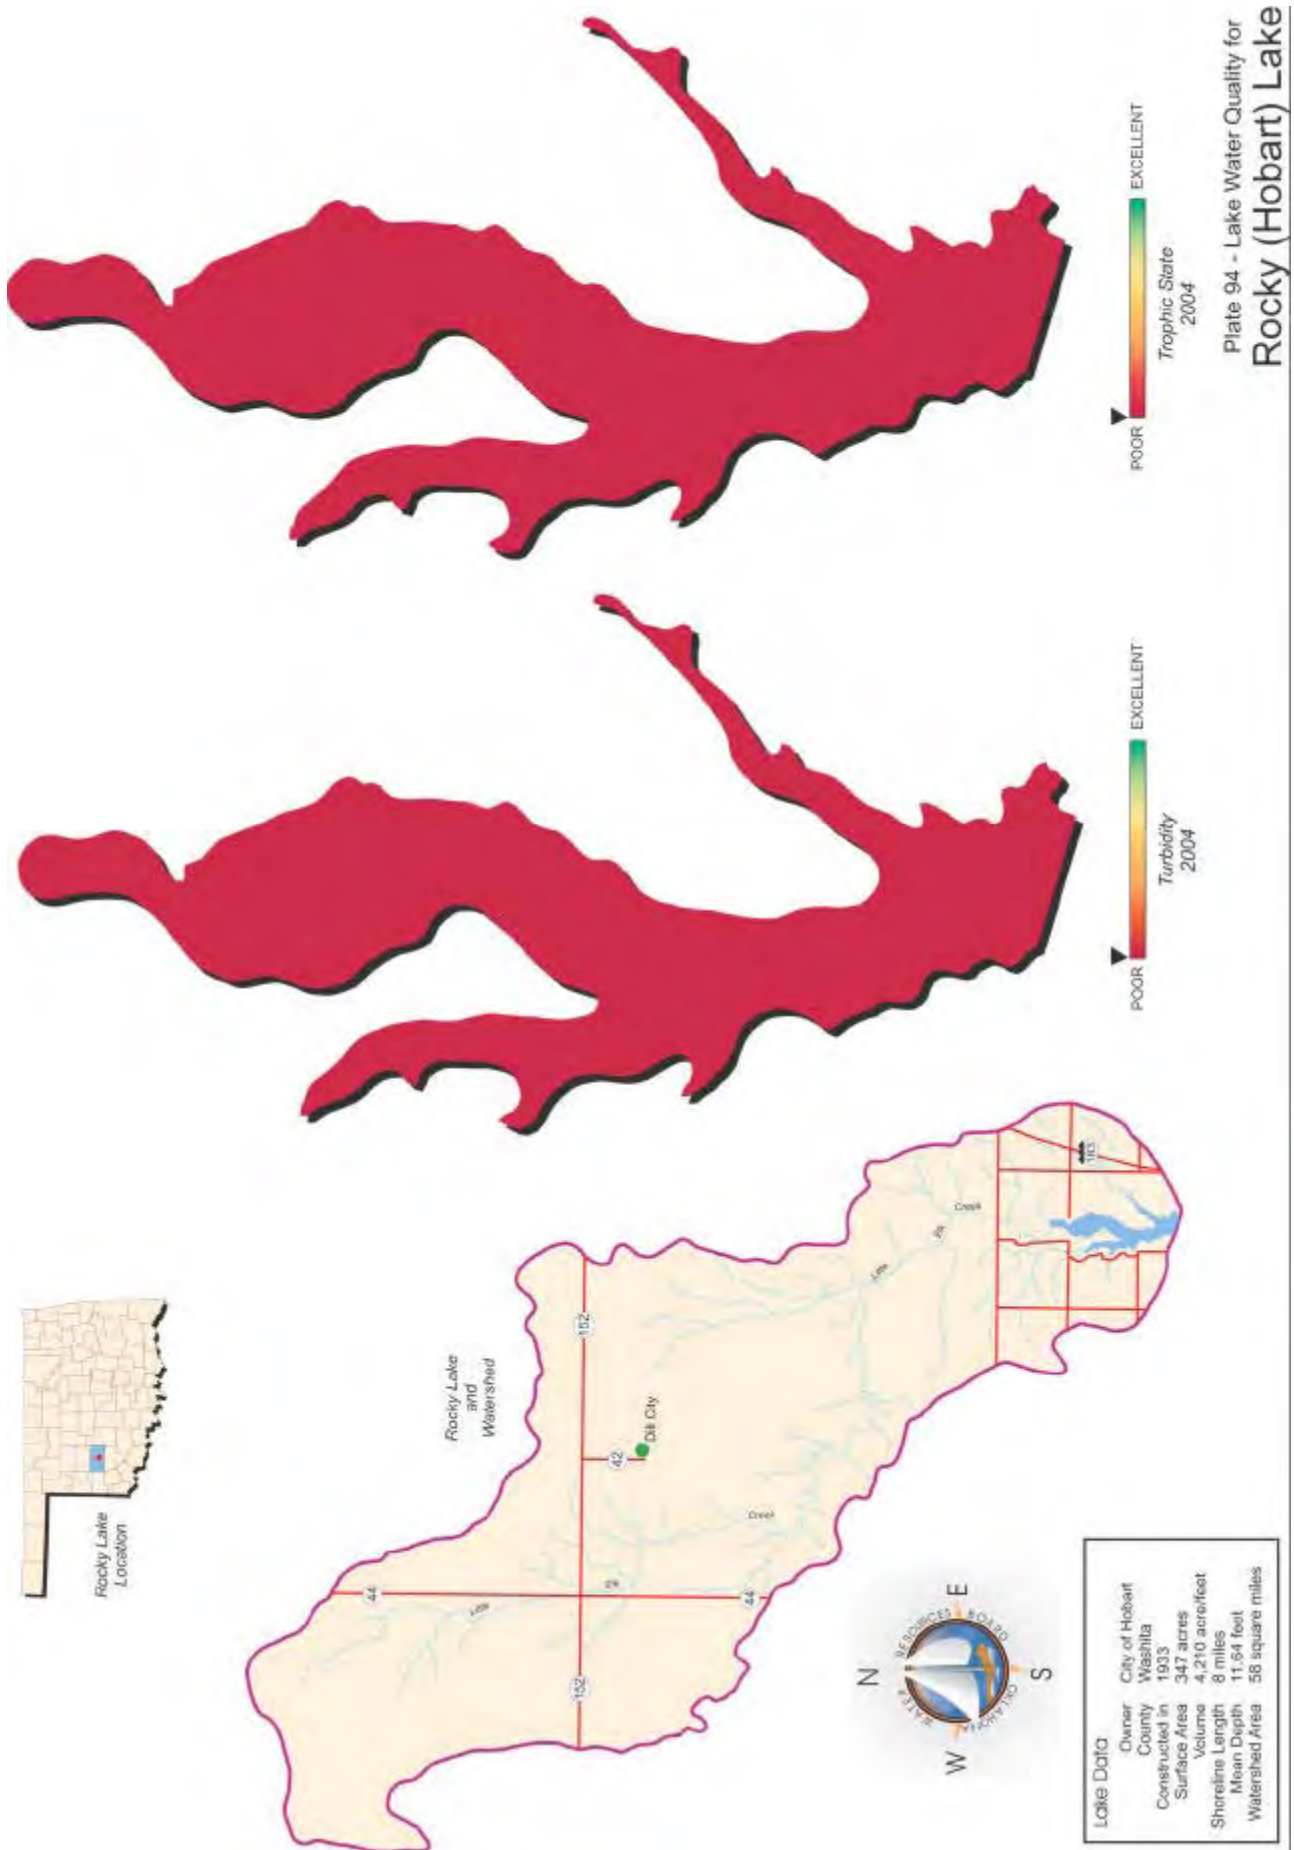 Rocky Lake
Location
Rocky Lake
and
Watershed
44
152
152
42
Dill City
44
Little
Creek
Little
Elk
Creek
183
N
W
E
S
OKLAHOMA WATER RESOURCES BOARD
Lake Data
Owner City of Hobart
County Washita
Constructed in 1933
Surface Area 347 acres
Volume 4,210 acre/feet
Shoreline Length 8 miles
Mean Depth 11.64 feet
Watershed Area 58 square miles
POOR EXCELLENT
Turbidity
2004
POOR EXCELLENT
Trophic State
2004
Plate 94 - Lake Water Quality for
Rocky (Hobart) Lake